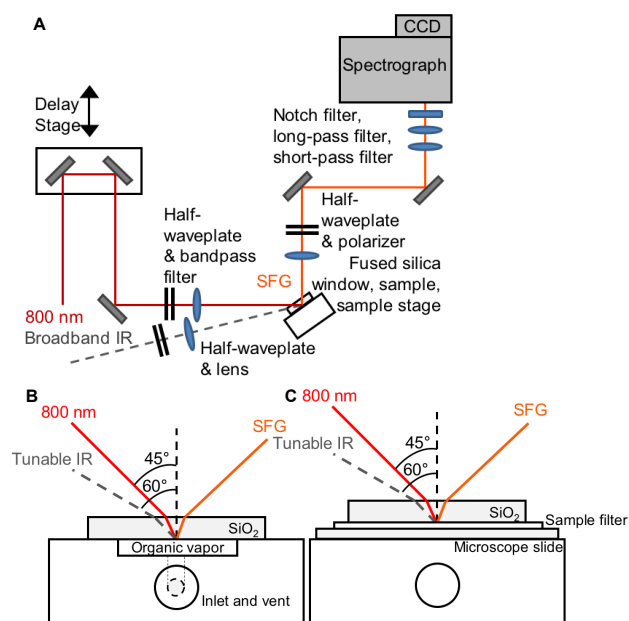 A
CCD
Spectrograph
Delay
Stage
Notch filter,
long-pass filter,
short-pass filter
Half-
waveplate
& bandpass
filter
Half-
waveplate
& polarizer
Fused silica
window, sample,
sample stage
SFG
800 nm
Broadband IR
Half-waveplate
& lens
B
800 nm
SFG
Tunable IR
45°
60°
SiO2
Organic vapor
Inlet and vent
C
800 nm
SFG
Tunable IR
45°
60°
SiO2
Sample filter
Microscope slide